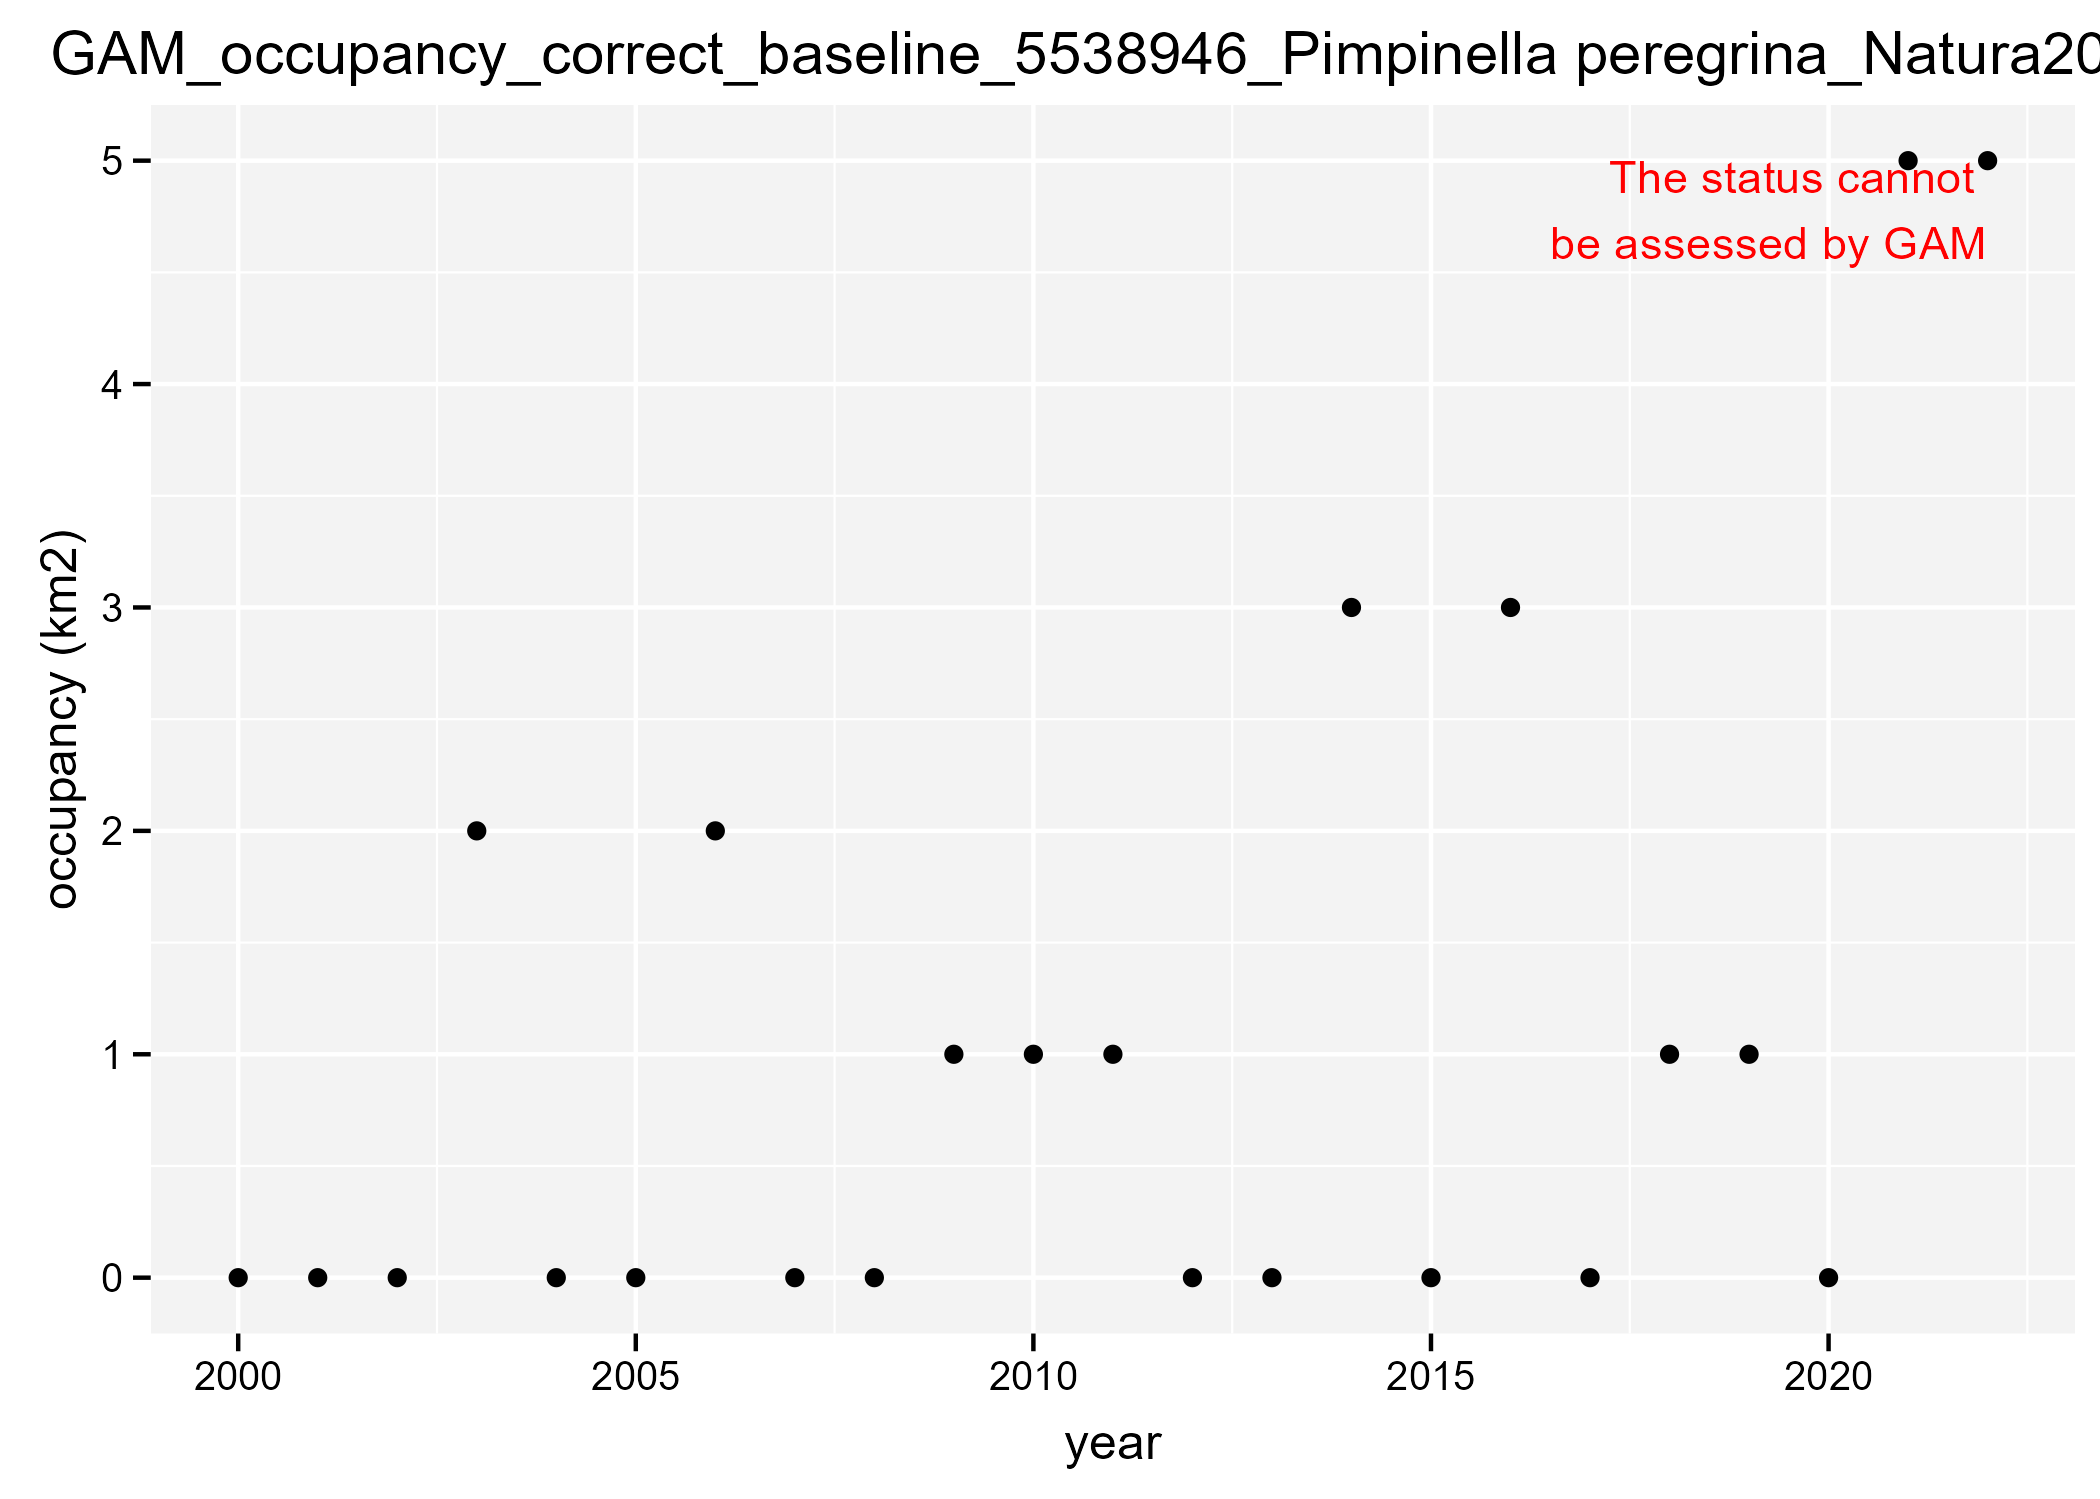 GAM_occupancy_correct_baseline_5538946_Pimpinella peregrina_Natura20
5
The status cannot
be assessed by GAM
4
3
occupancy (km2)
2
1
0
2000 2005 2010 2015 2020
year